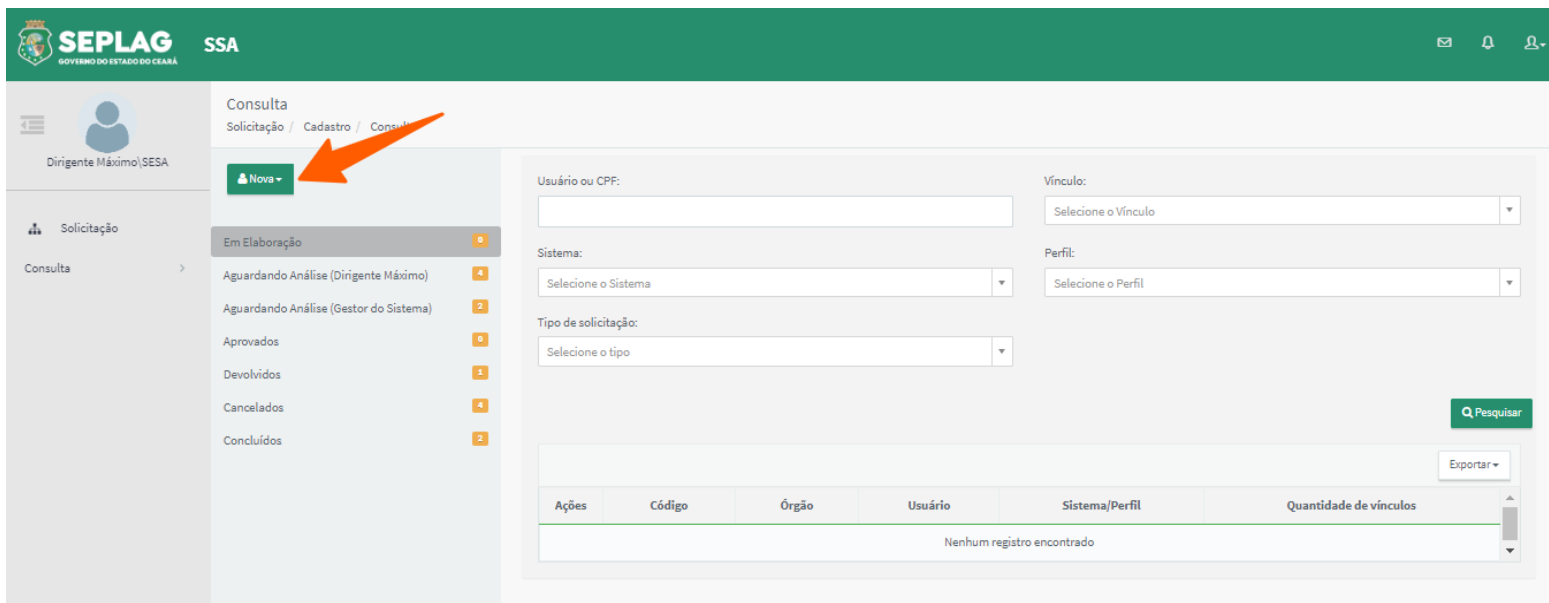 SEPLAG
GOVERNO DO ESTADO DO CEARÁ
SSA
Dirigente Máximo\SESA
Solicitação
Consulta
Consulta
Solicitação / Cadastro /
Nova
Em Elaboração 0
Aguardando Análise (Dirigente Máximo) 4
Aguardando Análise (Gestor do Sistema) 2
Aprovados 0
Devolvidos 1
Cancelados 4
Concluídos 2
Usuário ou CPF:
Vínculo:
Selecione o Vínculo
Sistema:
Perfil:
Selecione o Sistema
Selecione o Perfil
Tipo de solicitação:
Selecione o tipo
Pesquisar
Exportar
Ações Código Órgão Usuário Sistema/Perfil Quantidade de vínculos
Nenhum registro encontrado